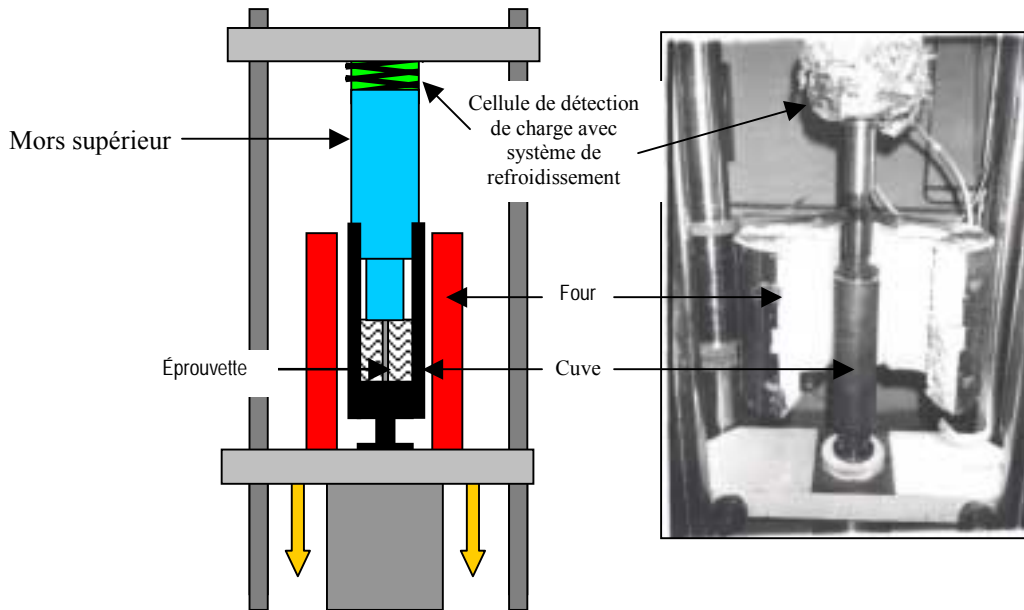 Mors supérieur
Cellule de détection
de charge avec
système de
refroidissement
Four
Éprouvette
Cuve